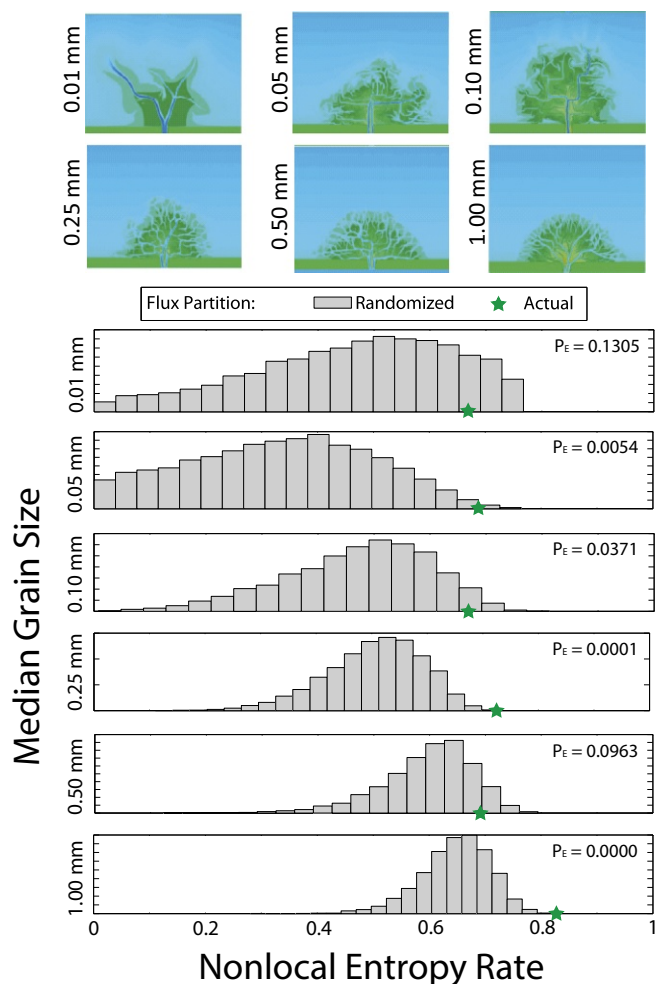 0.01 mm
0.05 mm
0.10 mm
0.25 mm
0.50 mm
1.00 mm
Flux Partition: Randomized Actual
Median Grain Size
0.01 mm
PE = 0.1305
0.05 mm
PE = 0.0054
0.10 mm
PE = 0.0371
0.25 mm
PE = 0.0001
0.50 mm
PE = 0.0963
1.00 mm
PE = 0.0000
0 0.2 0.4 0.6 0.8 1
Nonlocal Entropy Rate